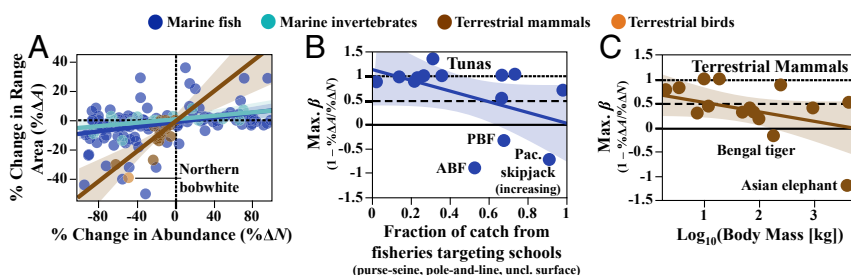 Marine fish Marine invertebrates Terrestrial mammals Terrestrial birds
A
% Change in Range
Area (%ΔA)
40
20
0
-20
-40
Northern
bobwhite
-80 -40 0 40 80
% Change in Abundance (%ΔN)
B
Max. β
(1 – %ΔA/%ΔN)
1.5
1
0.5
0
-0.5
-1
-1.5
Tunas
PBF
ABF
Pac.
skipjack
(increasing)
0 0.2 0.4 0.6 0.8 1
Fraction of catch from
fisheries targeting schools
(purse-seine, pole-and-line, uncl. surface)
C
Max. β
(1 – %ΔA/%ΔN)
1.5
1
0.5
0
-0.5
-1
-1.5
Terrestrial Mammals
Bengal tiger
Asian elephant
1.0 2.0 3.0
Log10(Body Mass [kg])